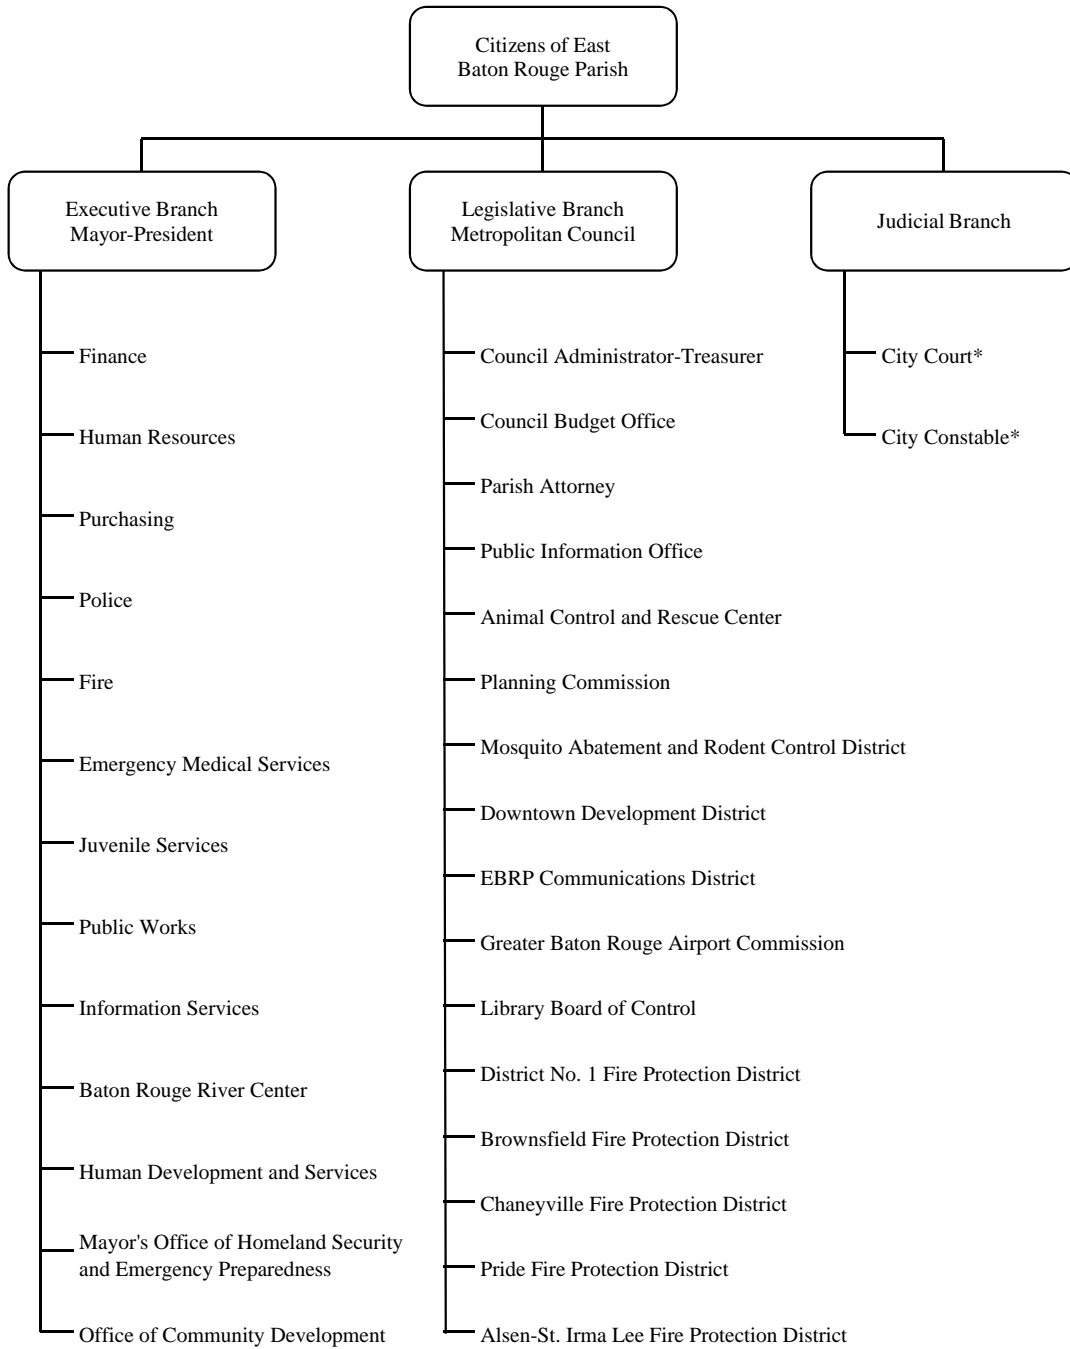 Citizens of East
Baton Rouge Parish
Executive Branch
Mayor-President
Legislative Branch
Metropolitan Council
Judicial Branch
Finance
Human Resources
Purchasing
Police
Fire
Emergency Medical Services
Juvenile Services
Public Works
Information Services
Baton Rouge River Center
Human Development and Services
Mayor's Office of Homeland Security
and Emergency Preparedness
Office of Community Development
Council Administrator-Treasurer
Council Budget Office
Parish Attorney
Public Information Office
Animal Control and Rescue Center
Planning Commission
Mosquito Abatement and Rodent Control District
Downtown Development District
EBRP Communications District
Greater Baton Rouge Airport Commission
Library Board of Control
District No. 1 Fire Protection District
Brownsfield Fire Protection District
Chaneyville Fire Protection District
Pride Fire Protection District
Alsen-St. Irma Lee Fire Protection District
City Court*
City Constable*